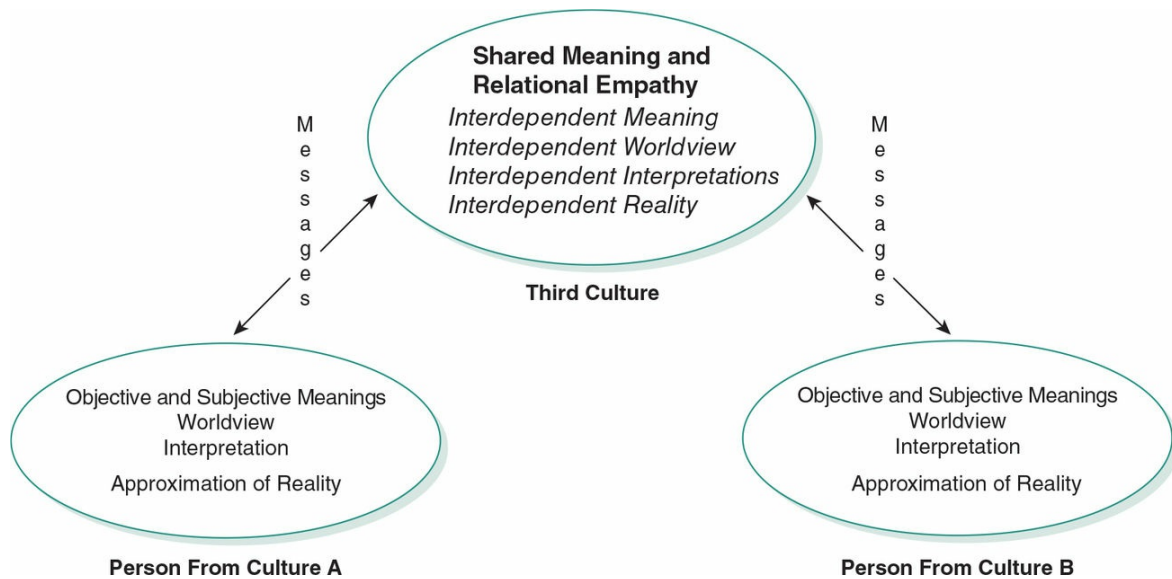 Shared Meaning and
Relational Empathy
Interdependent Meaning
Interdependent Worldview
Interdependent Interpretations
Interdependent Reality
Third Culture
Messages
Messages
Objective and Subjective Meanings
Worldview
Interpretation
Approximation of Reality
Person From Culture A
Objective and Subjective Meanings
Worldview
Interpretation
Approximation of Reality
Person From Culture B